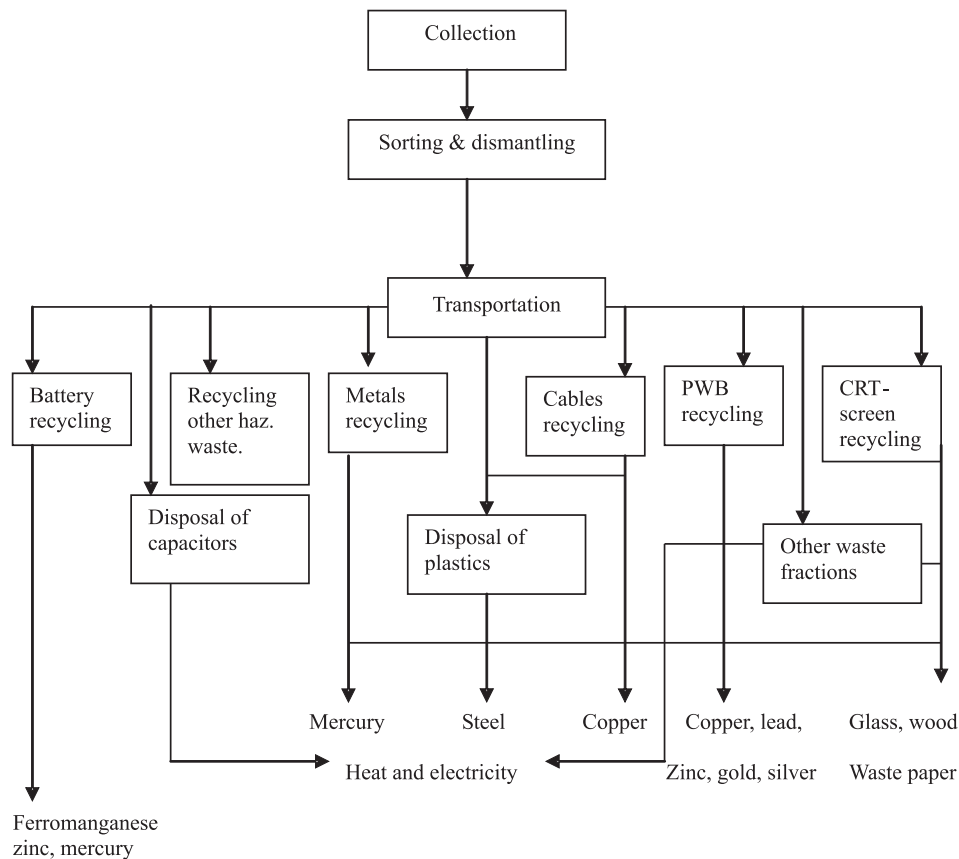 Collection
Sorting & dismantling
Transportation
Battery
recycling
Recycling
other haz.
waste.
Metals
recycling
Cables
recycling
PWB
recycling
CRT-
screen
recycling
Disposal of
capacitors
Disposal of
plastics
Other waste
fractions
Mercury
Steel
Copper
Copper, lead,
Zinc, gold, silver
Glass, wood
Waste paper
Heat and electricity
Ferromanganese
zinc, mercury